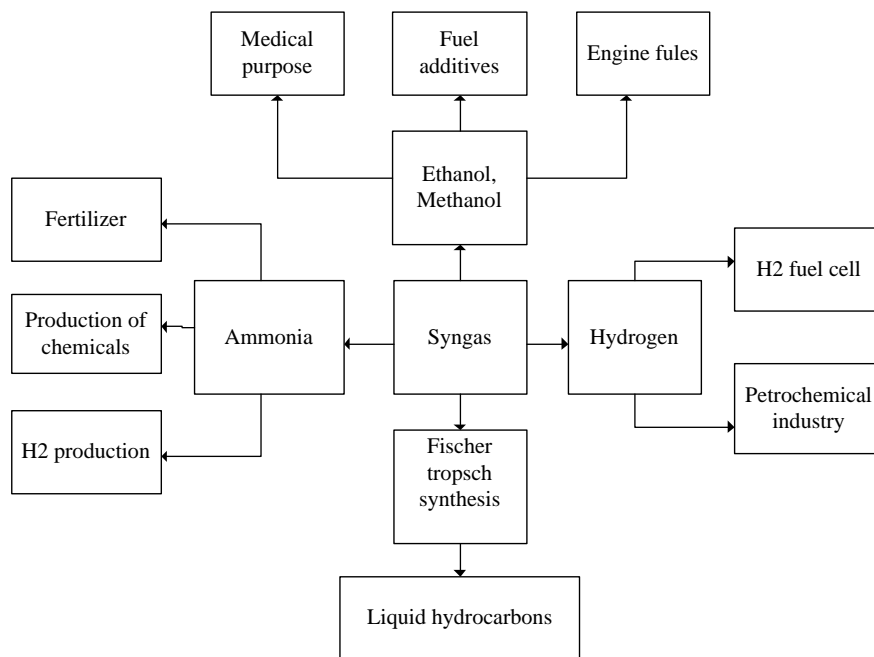 Medical
purpose
Fuel
additives
Engine fules
Ethanol,
Methanol
Fertilizer
H2 fuel cell
Production of
chemicals
Ammonia
Syngas
Hydrogen
Petrochemical
industry
H2 production
Fischer
tropsch
synthesis
Liquid hydrocarbons